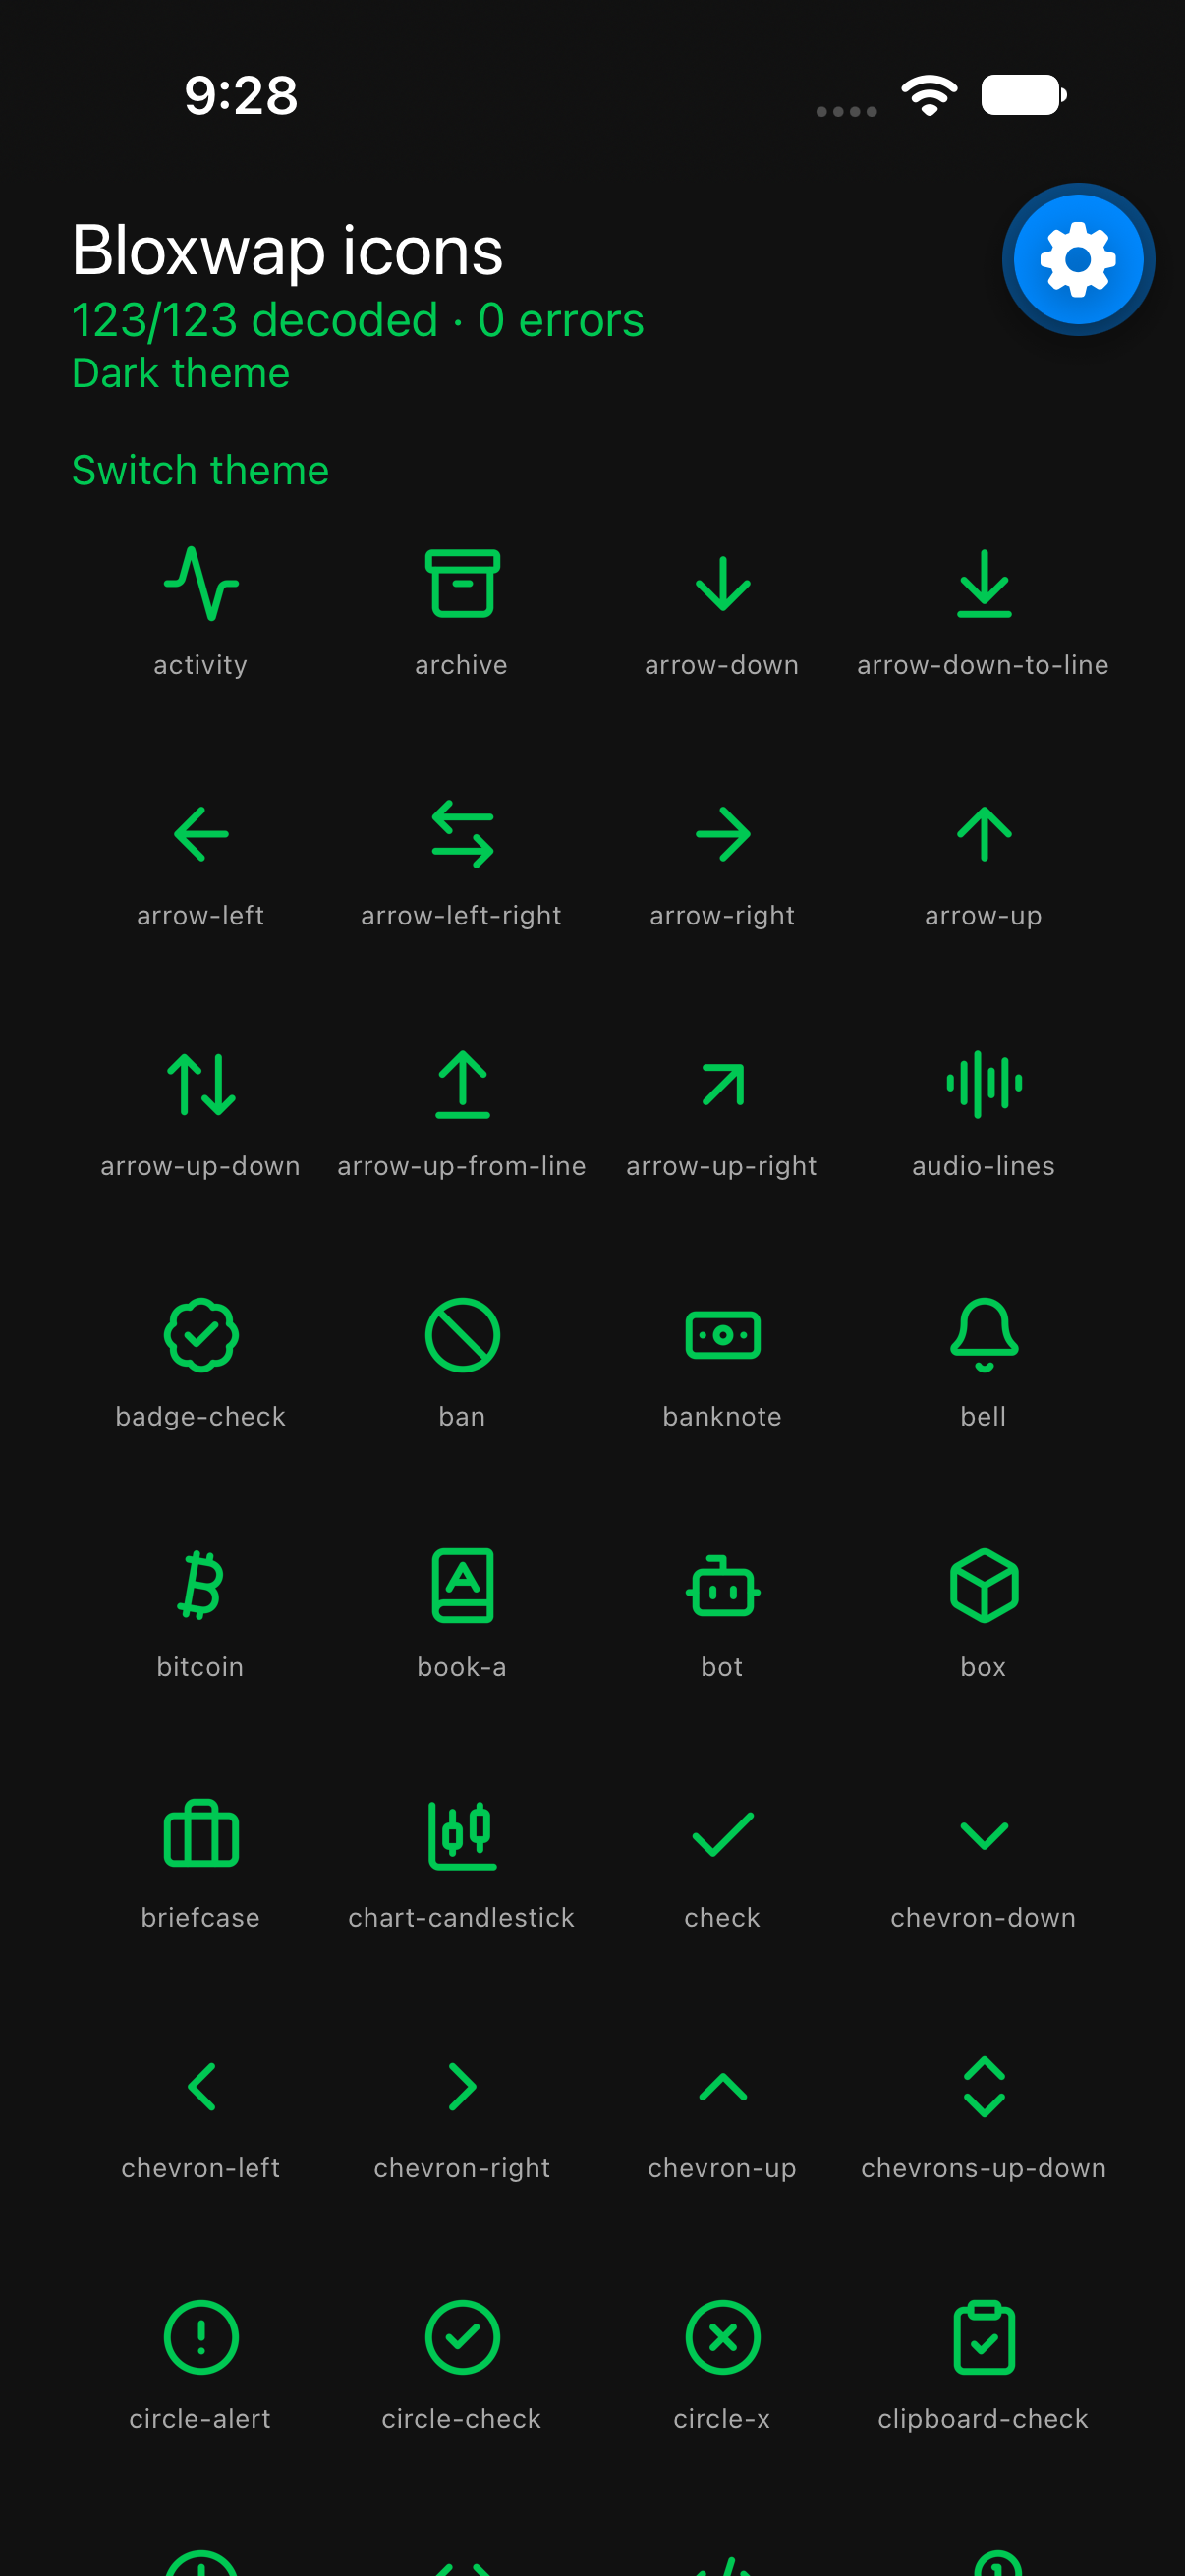 9:28
Bloxwap icons
123/123 decoded · 0 errors
Dark theme
Switch theme
activity archive arrow-down arrow-down-to-line
arrow-left arrow-left-right arrow-right arrow-up
arrow-up-down arrow-up-from-line arrow-up-right audio-lines
badge-check ban banknote bell
bitcoin book-a bot box
briefcase chart-candlestick check chevron-down
chevron-left chevron-right chevron-up chevrons-up-down
circle-alert circle-check circle-x clipboard-check